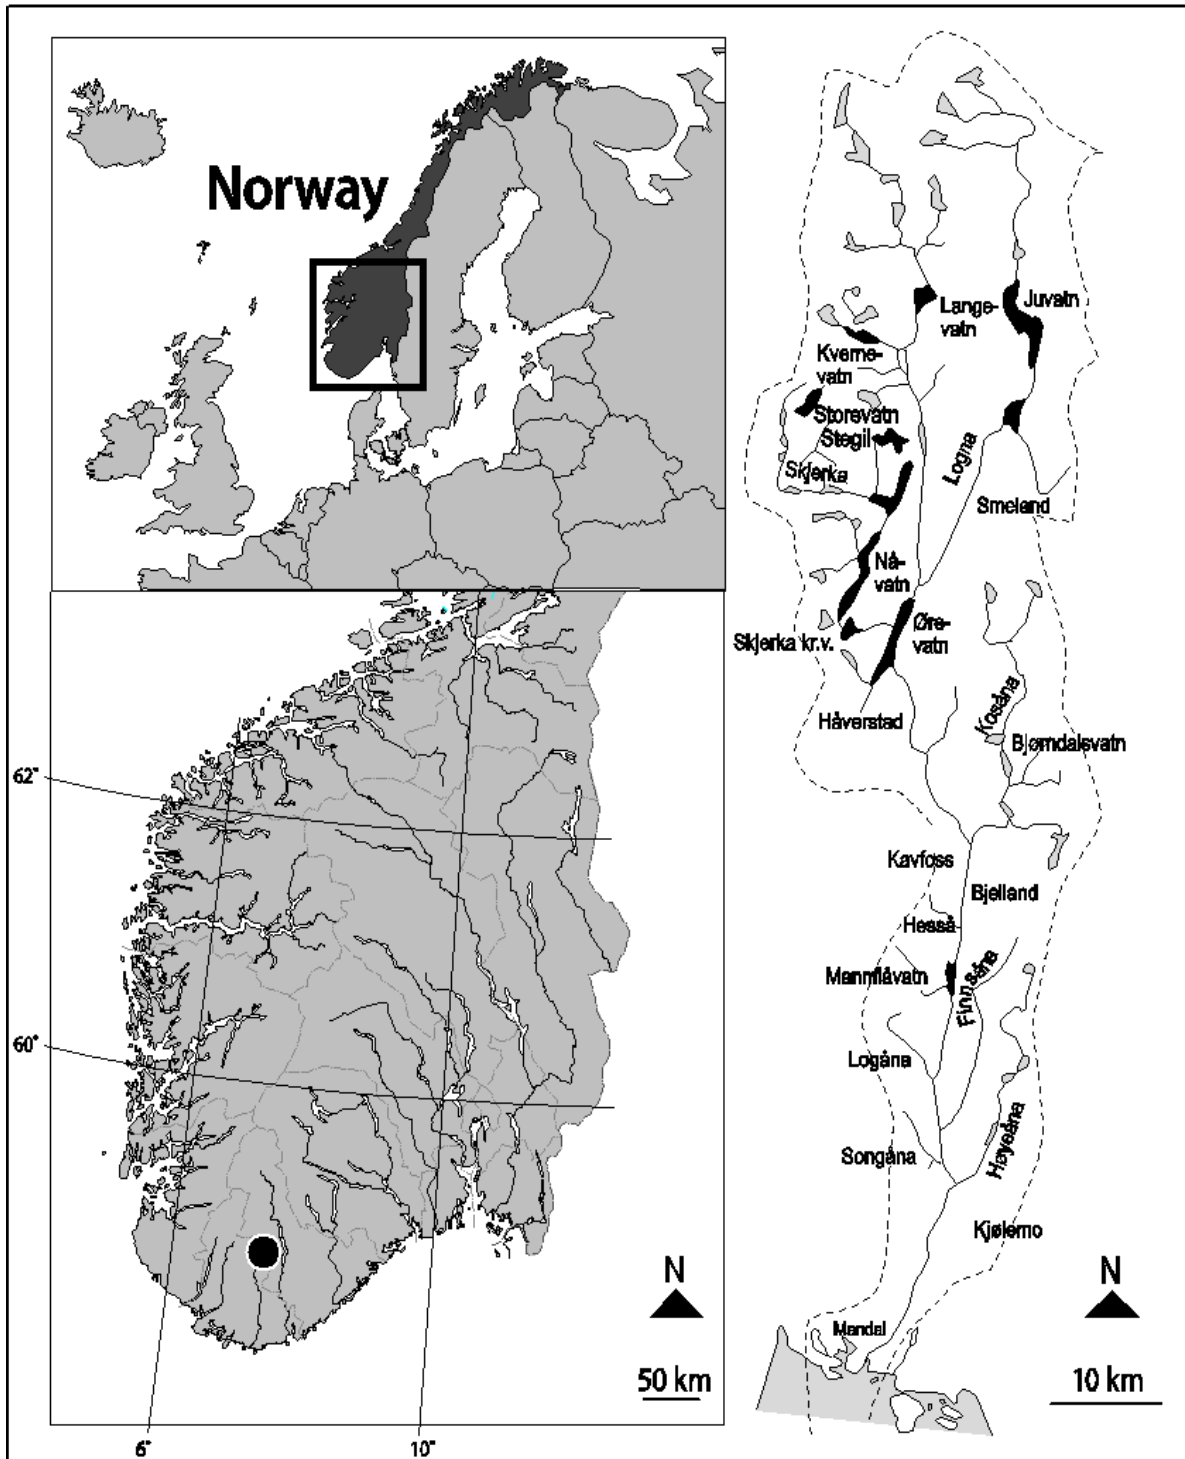 Norway
62°
60°
N
50 km
6°
10°
Lange-
vatn
Juvatn
Kverne-
vatn
Storevatn
Stegil
Skjerka
Logna
Smeland
Nå-
vatn
Øre-
vatn
Skjerka kr.v.
Håverstad
Kosåna
Bjørndalsvatn
Kavfoss
Bjelland
Hesså
Mannflåvatn
Finnsåna
Logåna
Høyeåna
Songåna
Kjølemo
N
Mandal
10 km